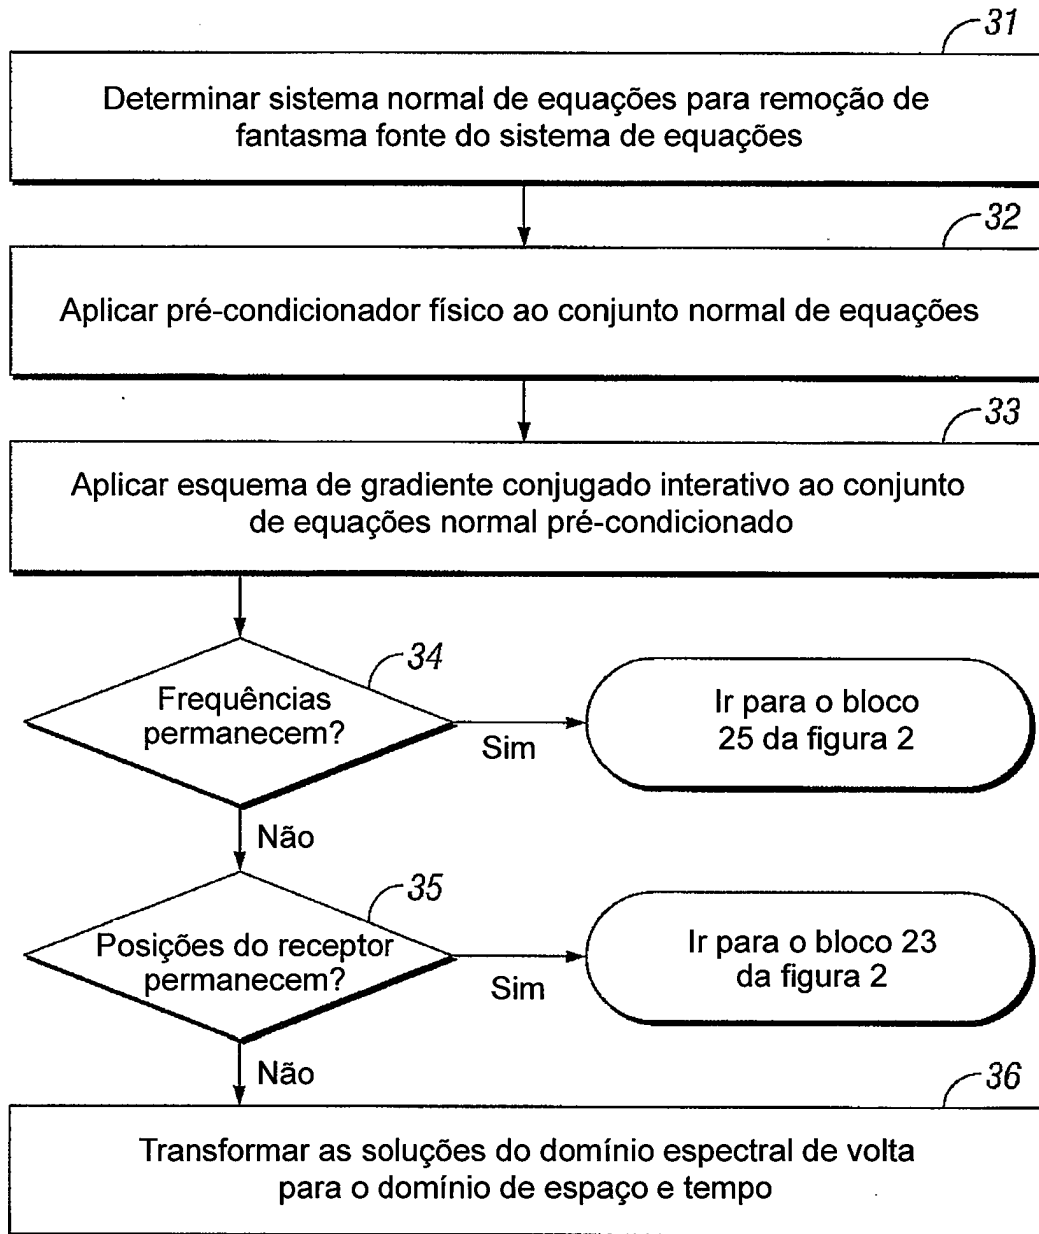 31
Determinar sistema normal de equações para remoção de
fantasma fonte do sistema de equações
32
Aplicar pré-condicionador físico ao conjunto normal de equações
33
Aplicar esquema de gradiente conjugado interativo ao conjunto
de equações normal pré-condicionado
34
Frequências
permanecem?
Sim
Ir para o bloco
25 da figura 2
Não
35
Posições do receptor
permanecem?
Sim
Ir para o bloco 23
da figura 2
Não
36
Transformar as soluções do domínio espectral de volta
para o domínio de espaço e tempo